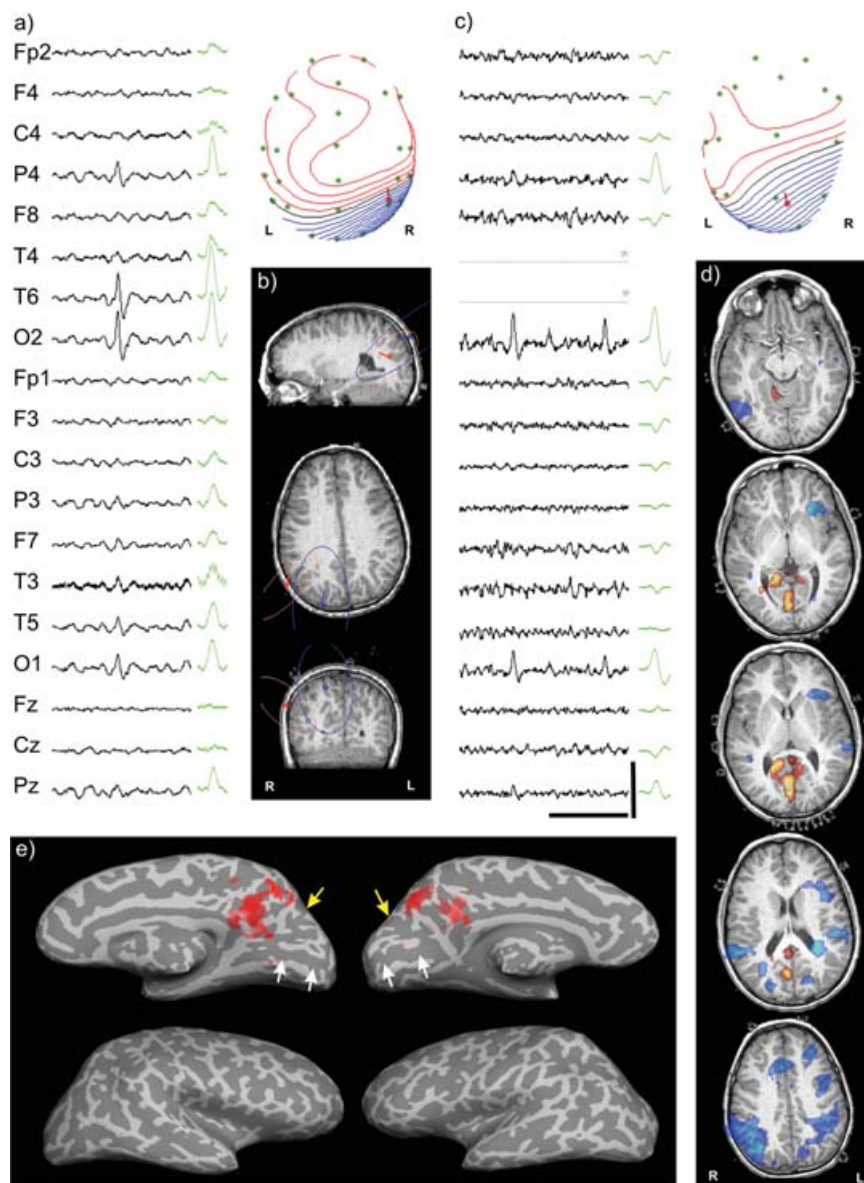 a)
Fp2
F4
C4
P4
F8
T4
T6
O2
Fp1
F3
C3
P3
F7
T3
T5
O1
Fz
Cz
Pz
L R
b)
R L
c)
*
*
L R
d)
R L
e)